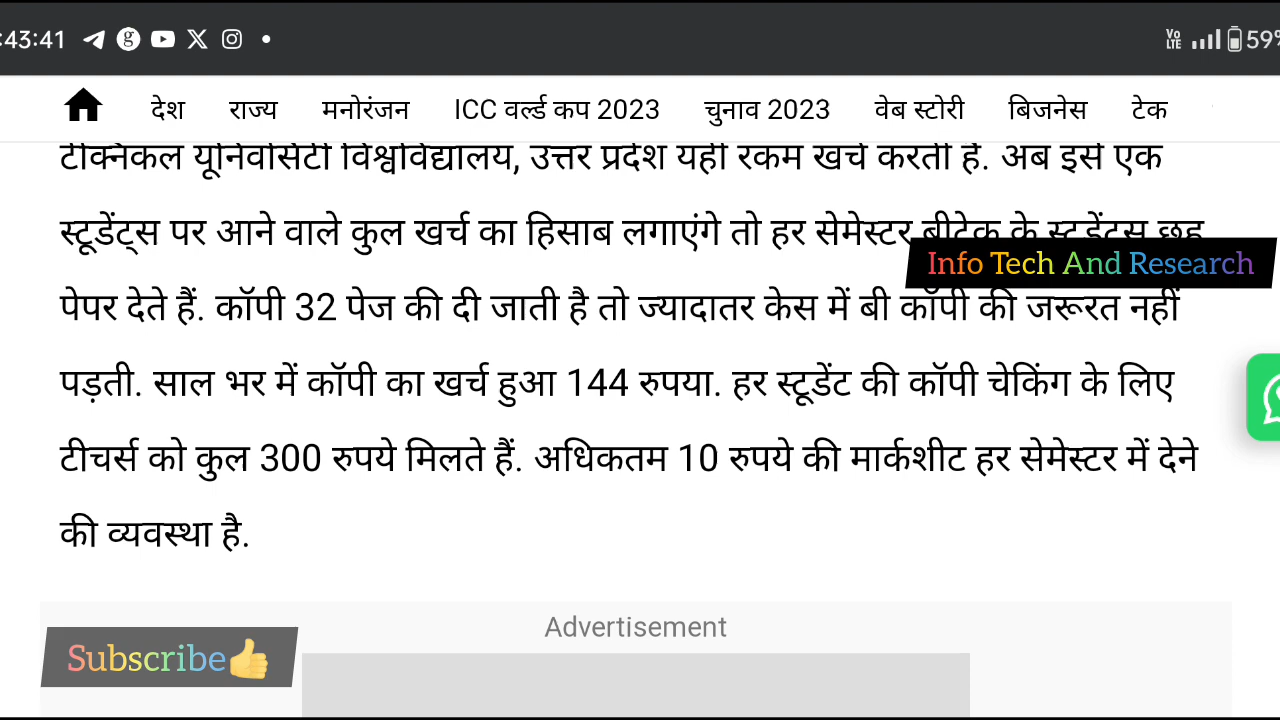 :43:41 59%
देश राज्य मनोरंजन ICC वर्ल्ड कप 2023 चुनाव 2023 वेब स्टोरी बिजनेस टेक
टेक्निकल यूनिवर्सिटी विश्वविद्यालय, उत्तर प्रदेश यही रकम खर्च करती है. अब इसे एक
स्टूडेंट्स पर आने वाले कुल खर्च का हिसाब लगाएंगे तो हर सेमेस्टर बीटेक के स्टूडेंट्स छह
Info Tech And Research
पेपर देते हैं. कॉपी 32 पेज की दी जाती है तो ज्यादातर केस में बी कॉपी की जरूरत नहीं
पड़ती. साल भर में कॉपी का खर्च हुआ 144 रुपया. हर स्टूडेंट की कॉपी चेकिंग के लिए
टीचर्स को कुल 300 रुपये मिलते हैं. अधिकतम 10 रुपये की मार्कशीट हर सेमेस्टर में देने
की व्यवस्था है.
Advertisement
Subscribe